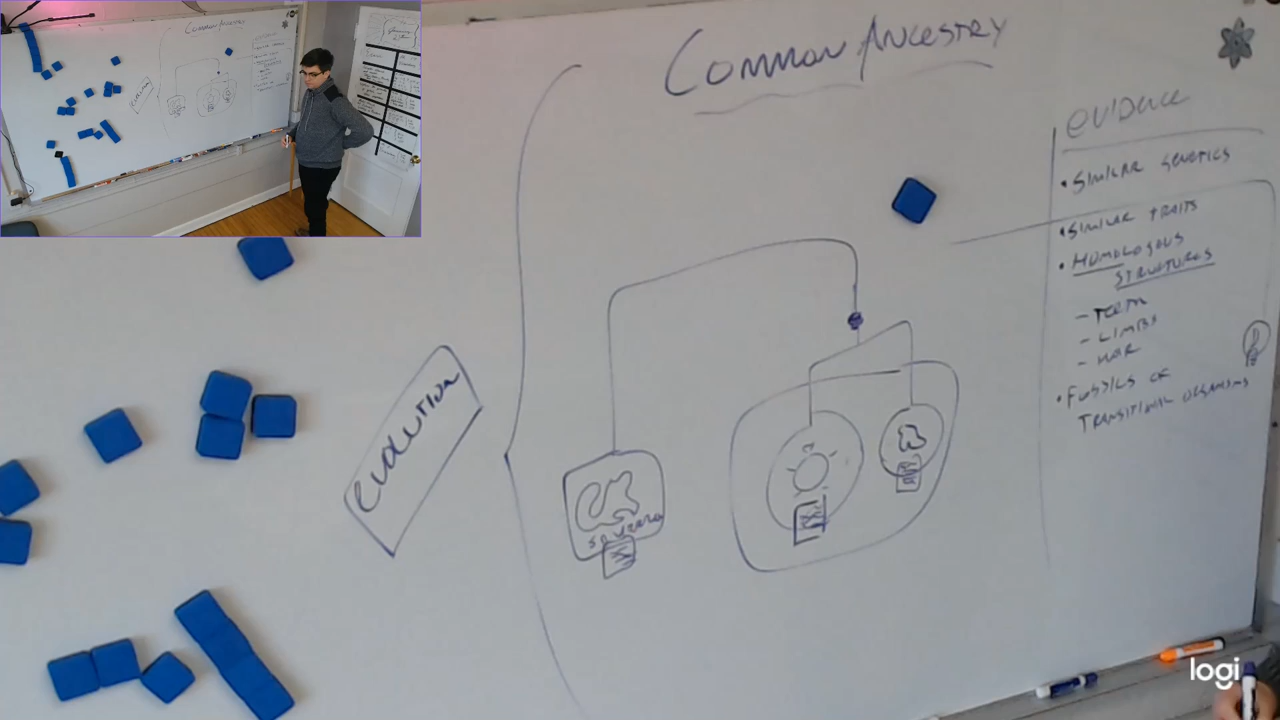 Common Ancestry
evidence
• Similar genetics
• Similar traits
• Homologous
structures
- Teeth
- Limbs
- Hair
• Fossils of
transitional organisms
evolution
logi